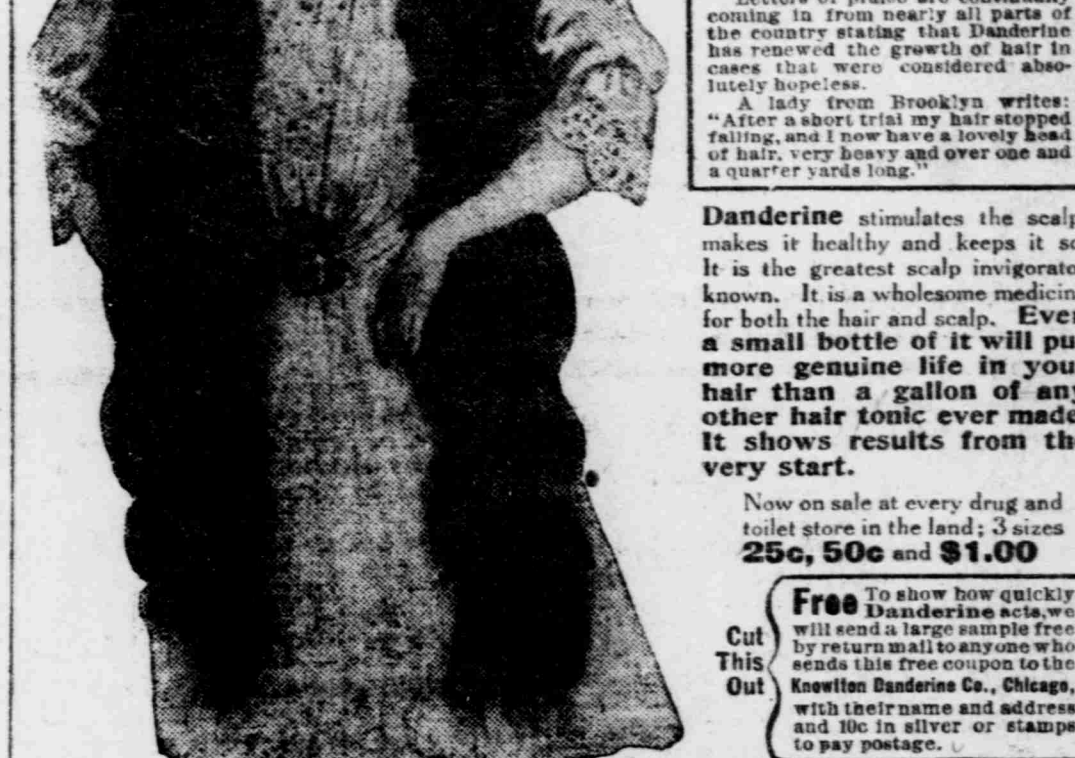 Letters of praise are continually
coming in from nearly all parts of
the country stating that Danderine
has renewed the growth of hair in
cases that were considered abso-
lutely hopeless.
A lady from Brooklyn writes:
"After a short trial my hair stopped
falling, and I now have a lovely head
of hair, very heavy and over one and
a quarter yards long."
Danderine stimulates the scalp
makes it healthy and keeps it so
It is the greatest scalp invigorato
known. It is a wholesome medicin
for both the hair and scalp. Even
a small bottle of it will pu
more genuine life in you
hair than a gallon of any
other hair tonic ever made
It shows results from th
very start.
Now on sale at every drug and
toilet store in the land; 3 sizes
25c, 50c and $1.00
Cut
This
Out
Free To show how quickly
Danderine acts, we
will send a large sample free
by return mail to anyone who
sends this free coupon to the
Knowlton Danderine Co., Chicago,
with their name and address
and 10c in silver or stamps
to pay postage.